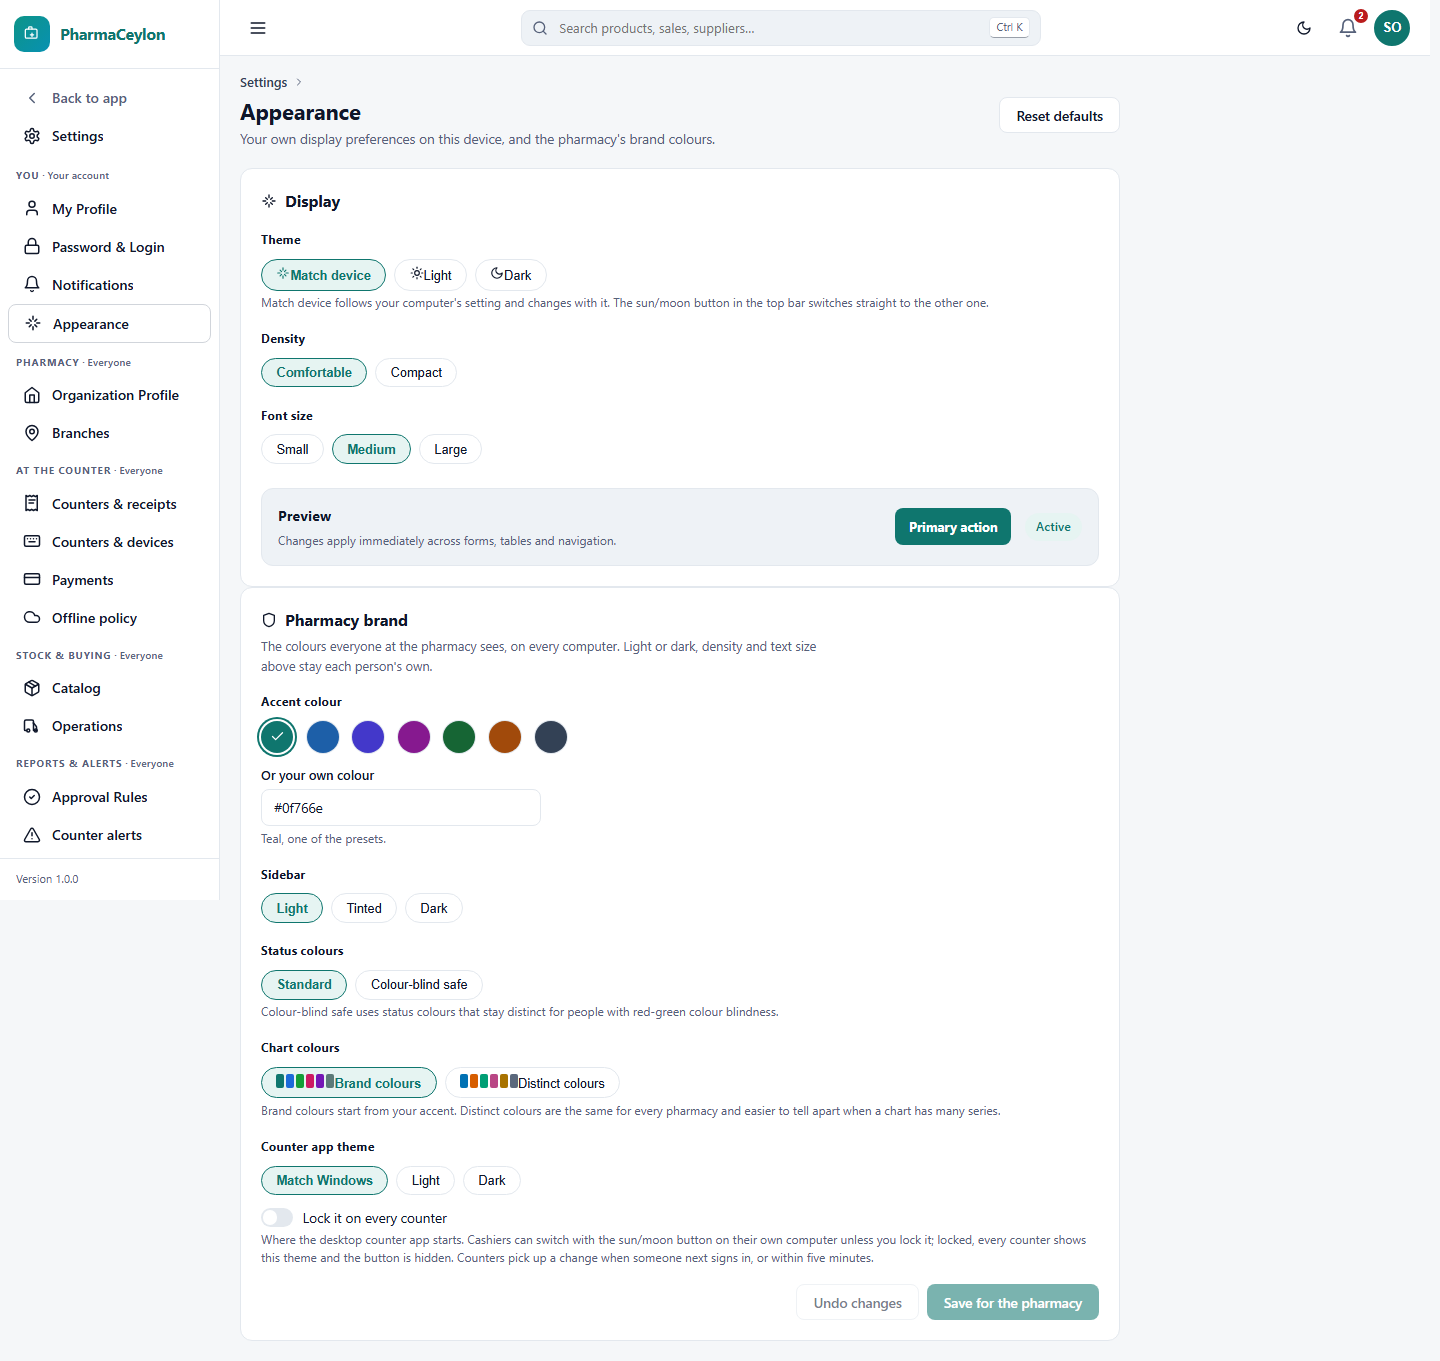 PharmaCeylon
Search products, sales, suppliers...
Ctrl K
2
SO
Back to app
Settings
YOU · Your account
My Profile
Password & Login
Notifications
Appearance
PHARMACY · Everyone
Organization Profile
Branches
AT THE COUNTER · Everyone
Counters & receipts
Counters & devices
Payments
Offline policy
STOCK & BUYING · Everyone
Catalog
Operations
REPORTS & ALERTS · Everyone
Approval Rules
Counter alerts
Version 1.0.0
Settings
Appearance
Your own display preferences on this device, and the pharmacy's brand colours.
Reset defaults
Display
Theme
Match device
Light
Dark
Match device follows your computer's setting and changes with it. The sun/moon button in the top bar switches straight to the other one.
Density
Comfortable
Compact
Font size
Small
Medium
Large
Preview
Changes apply immediately across forms, tables and navigation.
Primary action
Active
Pharmacy brand
The colours everyone at the pharmacy sees, on every computer. Light or dark, density and text size
above stay each person's own.
Accent colour
Or your own colour
#0f766e
Teal, one of the presets.
Sidebar
Light
Tinted
Dark
Status colours
Standard
Colour-blind safe
Colour-blind safe uses status colours that stay distinct for people with red-green colour blindness.
Chart colours
Brand colours
Distinct colours
Brand colours start from your accent. Distinct colours are the same for every pharmacy and easier to tell apart when a chart has many series.
Counter app theme
Match Windows
Light
Dark
Lock it on every counter
Where the desktop counter app starts. Cashiers can switch with the sun/moon button on their own computer unless you lock it; locked, every counter shows
this theme and the button is hidden. Counters pick up a change when someone next signs in, or within five minutes.
Undo changes
Save for the pharmacy